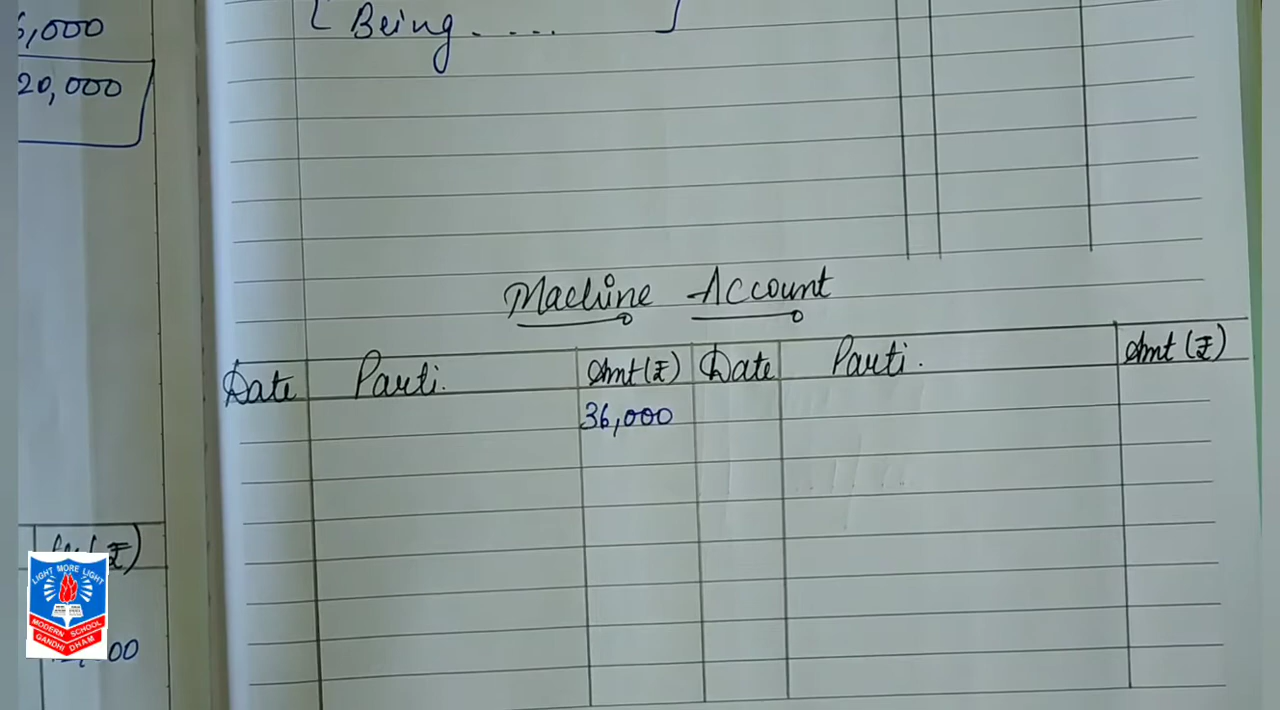 6,000
[ Being..... ]
20,000
Machine Account
Date Parti. Amt (₹) Date Parti. Amt (₹)
36,000
(₹)
LIGHT MORE LIGHT
MODERN SCHOOL
GANDHI DHAM
00